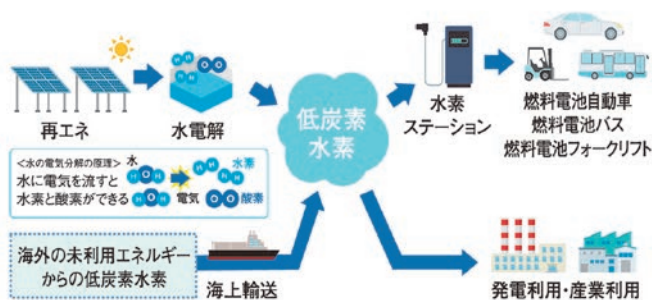 再エネ
水電解
低炭素
水素
水素
ステーション
燃料電池自動車
燃料電池バス
燃料電池フォークリフト
<水の電気分解の原理>
水に電気を流すと
水素と酸素ができる
水
H O H
H O H
電気
H H
H H
水素
O O
酸素
海外の未利用エネルギー
からの低炭素水素
海上輸送
発電利用・産業利用